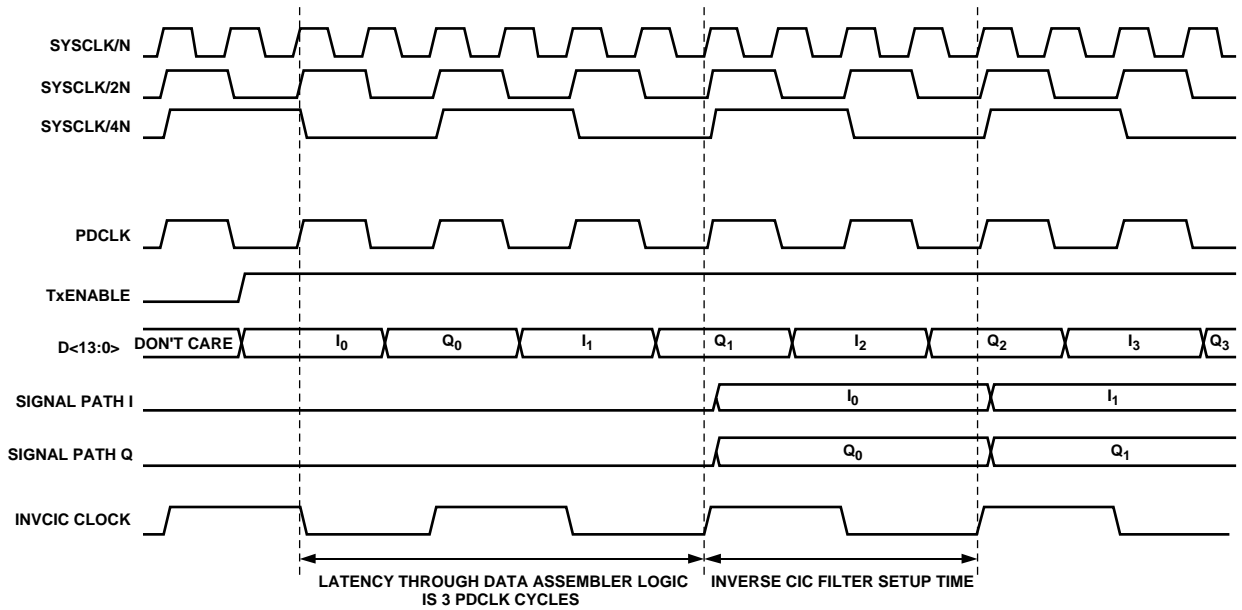 SYSCLK/N
SYSCLK/2N
SYSCLK/4N
PDCLK
TxENABLE
D<13:0> DON'T CARE I0 Q0 I1 Q1 I2 Q2 I3 Q3
SIGNAL PATH I I0 I1
SIGNAL PATH Q Q0 Q1
INVCIC CLOCK
LATENCY THROUGH DATA ASSEMBLER LOGIC
IS 3 PDCLK CYCLES
INVERSE CIC FILTER SETUP TIME